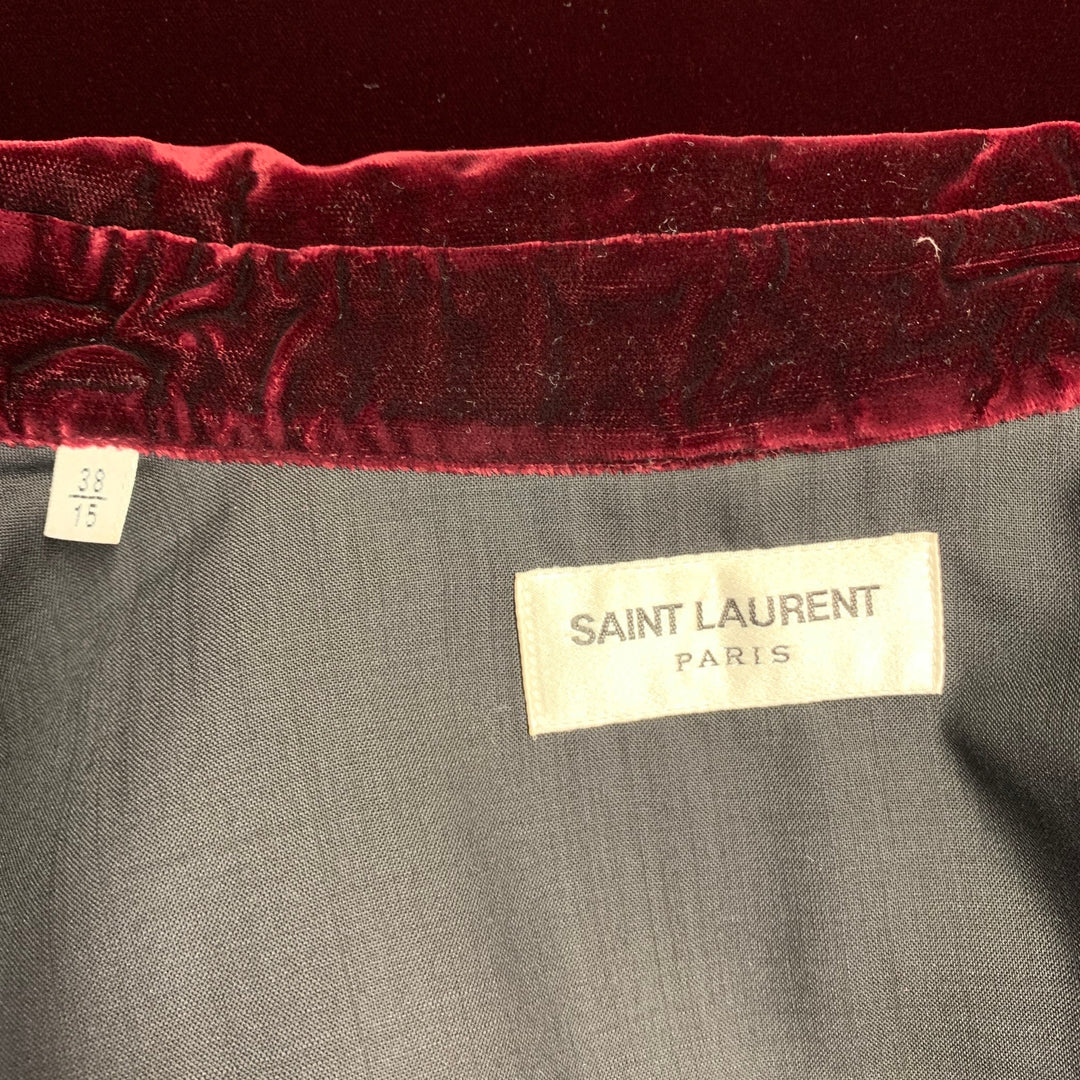 38
15
SAINT LAURENT
PARIS